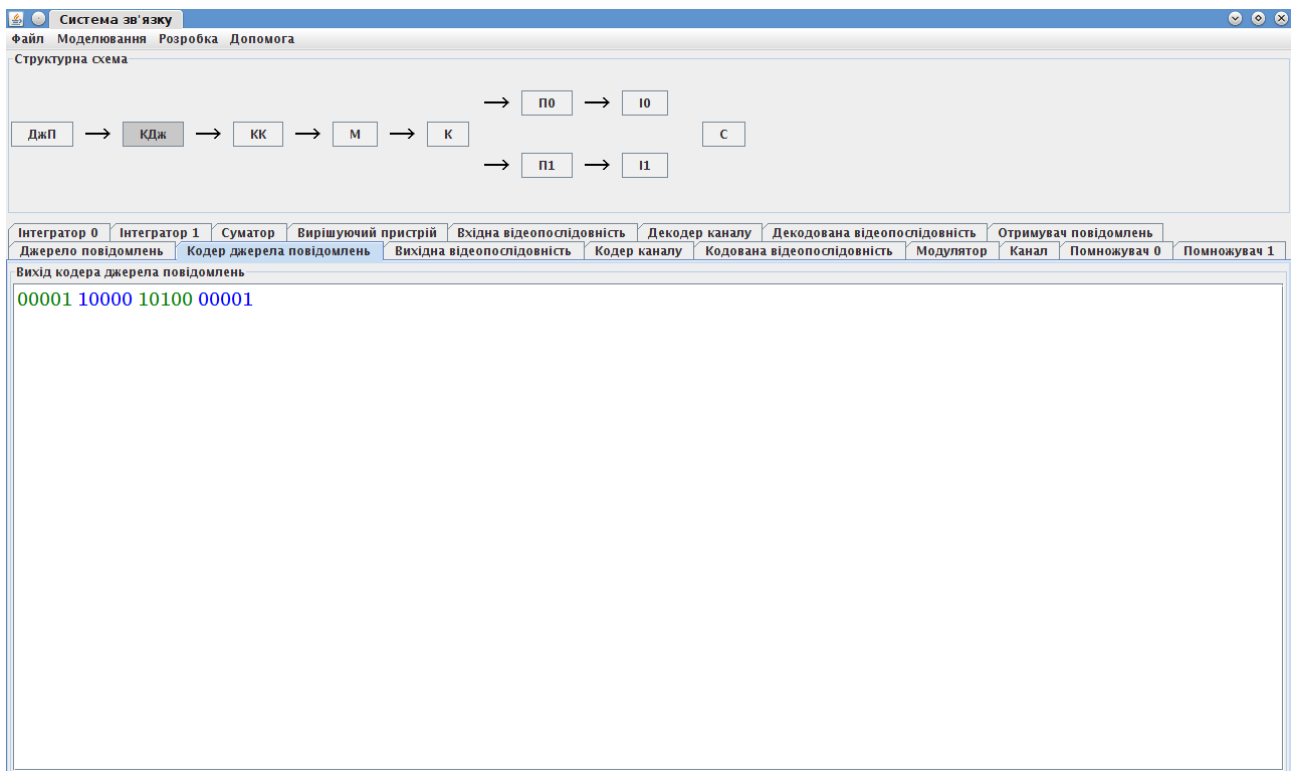 Система зв'язку
Файл Моделювання Розробка Допомога
Структурна схема
П0 І0
ДжП КДж КК М К С
П1 І1
Інтегратор 0 Інтегратор 1 Суматор Вирішуючий пристрій Вхідна відеопослідовність Декодер каналу Декодована відеопослідовність Отримувач повідомлень
Джерело повідомлень Кодер джерела повідомлень Вихідна відеопослідовність Кодер каналу Кодована відеопослідовність Модулятор Канал Помножувач 0 Помножувач 1
Вихід кодера джерела повідомлень
00001 10000 10100 00001